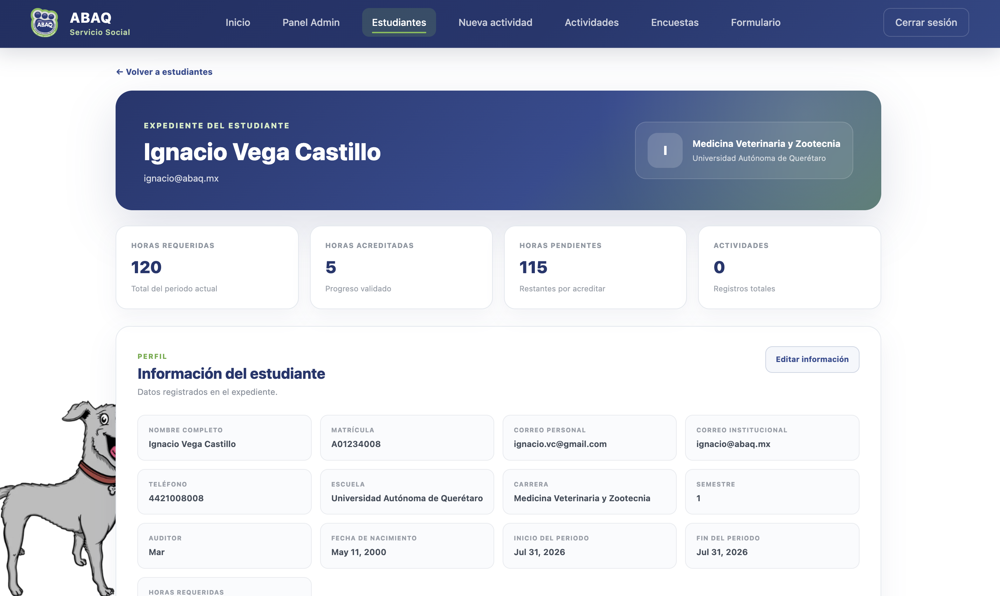 ABAQ
ABAQ
Servicio Social
Inicio
Panel Admin
Estudiantes
Nueva actividad
Actividades
Encuestas
Formulario
Cerrar sesión
← Volver a estudiantes
EXPEDIENTE DEL ESTUDIANTE
Ignacio Vega Castillo
ignacio@abaq.mx
I
Medicina Veterinaria y Zootecnia
Universidad Autónoma de Querétaro
HORAS REQUERIDAS
120
Total del periodo actual
HORAS ACREDITADAS
5
Progreso validado
HORAS PENDIENTES
115
Restantes por acreditar
ACTIVIDADES
0
Registros totales
PERFIL
Información del estudiante
Datos registrados en el expediente.
Editar información
NOMBRE COMPLETO
Ignacio Vega Castillo
MATRÍCULA
A01234008
CORREO PERSONAL
ignacio.vc@gmail.com
CORREO INSTITUCIONAL
ignacio@abaq.mx
TELÉFONO
4421008008
ESCUELA
Universidad Autónoma de Querétaro
CARRERA
Medicina Veterinaria y Zootecnia
SEMESTRE
1
AUDITOR
Mar
FECHA DE NACIMIENTO
May 11, 2000
INICIO DEL PERIODO
Jul 31, 2026
FIN DEL PERIODO
Jul 31, 2026
HORAS REQUERIDAS